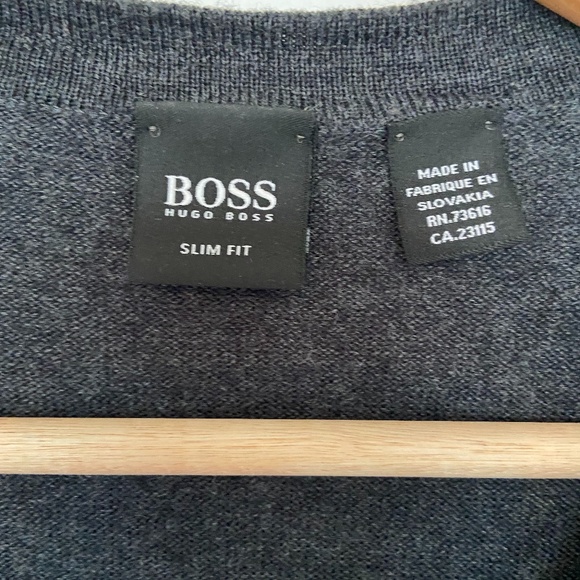 BOSS
HUGO BOSS
SLIM FIT
MADE IN
FABRIQUE EN
SLOVAKIA
RN.73616
CA.23115